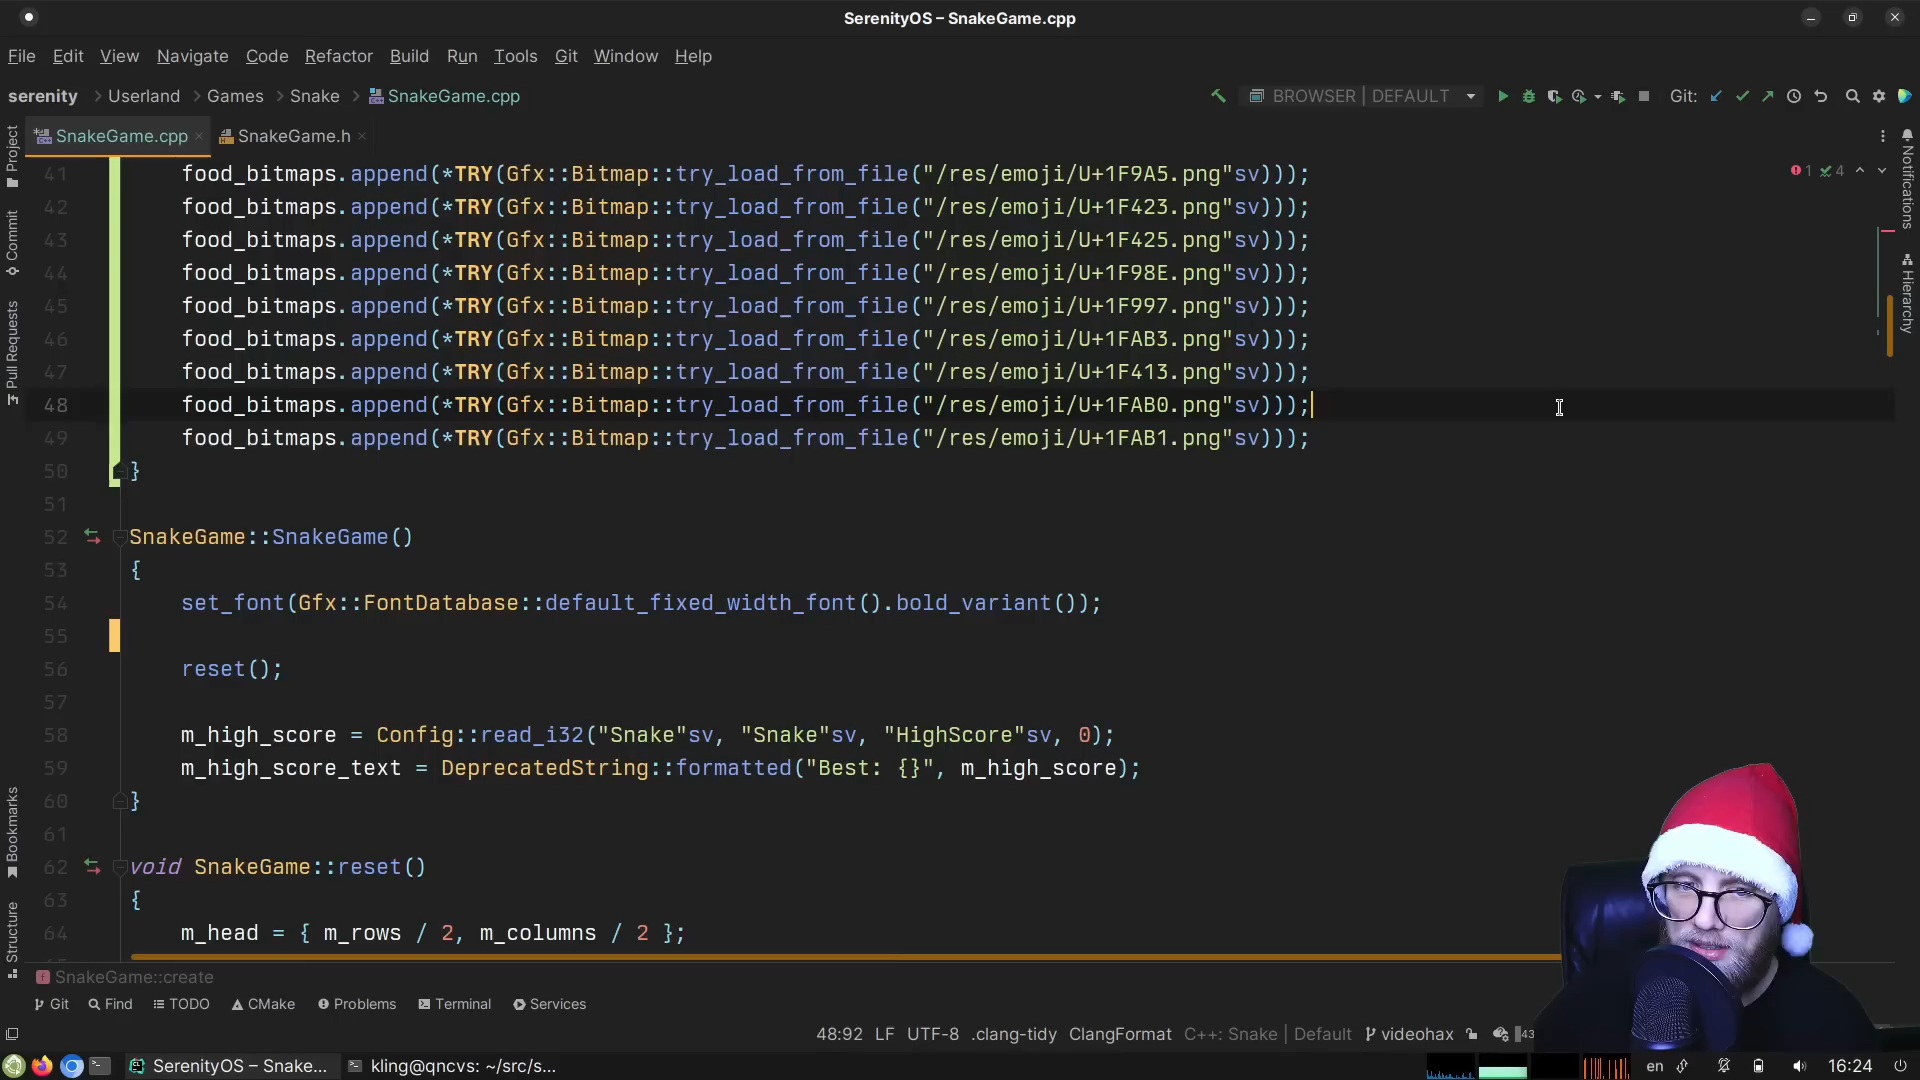 SerenityOS – SnakeGame.cpp
File Edit View Navigate Code Refactor Build Run Tools Git Window Help
serenity Userland Games Snake SnakeGame.cpp
BROWSER | DEFAULT
Git:
SnakeGame.cpp
SnakeGame.h
1 4
41 food_bitmaps.append(*TRY(Gfx::Bitmap::try_load_from_file("/res/emoji/U+1F9A5.png"sv)));
42 food_bitmaps.append(*TRY(Gfx::Bitmap::try_load_from_file("/res/emoji/U+1F423.png"sv)));
43 food_bitmaps.append(*TRY(Gfx::Bitmap::try_load_from_file("/res/emoji/U+1F425.png"sv)));
44 food_bitmaps.append(*TRY(Gfx::Bitmap::try_load_from_file("/res/emoji/U+1F98E.png"sv)));
45 food_bitmaps.append(*TRY(Gfx::Bitmap::try_load_from_file("/res/emoji/U+1F997.png"sv)));
46 food_bitmaps.append(*TRY(Gfx::Bitmap::try_load_from_file("/res/emoji/U+1FAB3.png"sv)));
47 food_bitmaps.append(*TRY(Gfx::Bitmap::try_load_from_file("/res/emoji/U+1F413.png"sv)));
48 food_bitmaps.append(*TRY(Gfx::Bitmap::try_load_from_file("/res/emoji/U+1FAB0.png"sv)));
49 food_bitmaps.append(*TRY(Gfx::Bitmap::try_load_from_file("/res/emoji/U+1FAB1.png"sv)));
50 }
51
52 SnakeGame::SnakeGame()
53 {
54 set_font(Gfx::FontDatabase::default_fixed_width_font().bold_variant());
55
56 reset();
57
58 m_high_score = Config::read_i32("Snake"sv, "Snake"sv, "HighScore"sv, 0);
59 m_high_score_text = DeprecatedString::formatted("Best: {}", m_high_score);
60 }
61
62 void SnakeGame::reset()
63 {
64 m_head = { m_rows / 2, m_columns / 2 };
Project
Commit
Pull Requests
Bookmarks
Structure
Notifications
Hierarchy
SnakeGame::create
Git Find TODO CMake Problems Terminal Services
48:92 LF UTF-8 .clang-tidy ClangFormat C++: Snake | Default videohax 43
SerenityOS – Snake... kling@qncvs: ~/src/s... en 16:24